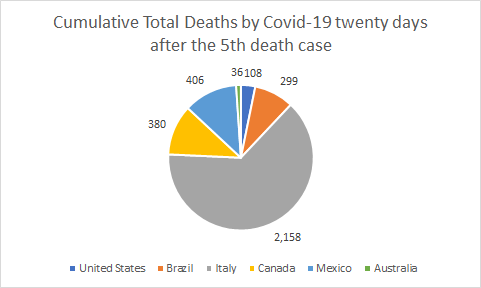 Cumulative Total Deaths by Covid-19 twenty days
after the 5th death case
36 108
406 299
380
2,158
United States Brazil Italy Canada Mexico Australia